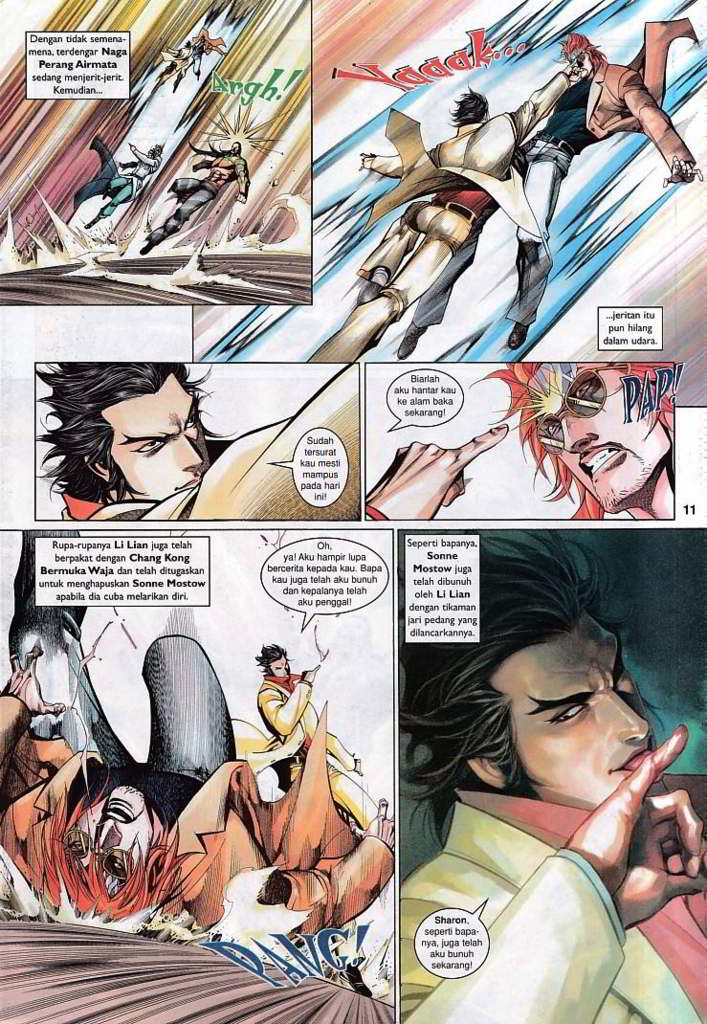 Dengan tidak semena-
mena, terdengar Naga
Perang Airmata
sedang menjerit-jerit.
Kemudian...
Argh!
Yaaaak...
...jeritan itu
pun hilang
dalam udara.
Sudah
tersurat
kau mesti
mampus
pada hari
ini!
Biarlah
aku hantar kau
ke alam baka
sekarang!
PAP!
11
Rupa-rupanya Li Lian juga telah
berpakat dengan Chang Kong
Bermuka Waja dan telah ditugaskan
untuk menghapuskan Sonne Mostow
apabila dia cuba melarikan diri.
Oh,
ya! Aku hampir lupa
bercerita kepada kau. Bapa
kau juga telah aku bunuh
dan kepalanya telah
aku penggal!
PANG!
Seperti bapanya,
Sonne
Mostow juga
telah dibunuh
oleh Li Lian
dengan tikaman
jari pedang yang
dilancarkannya.
Sharon,
seperti bapa-
nya, juga telah
aku bunuh
sekarang!